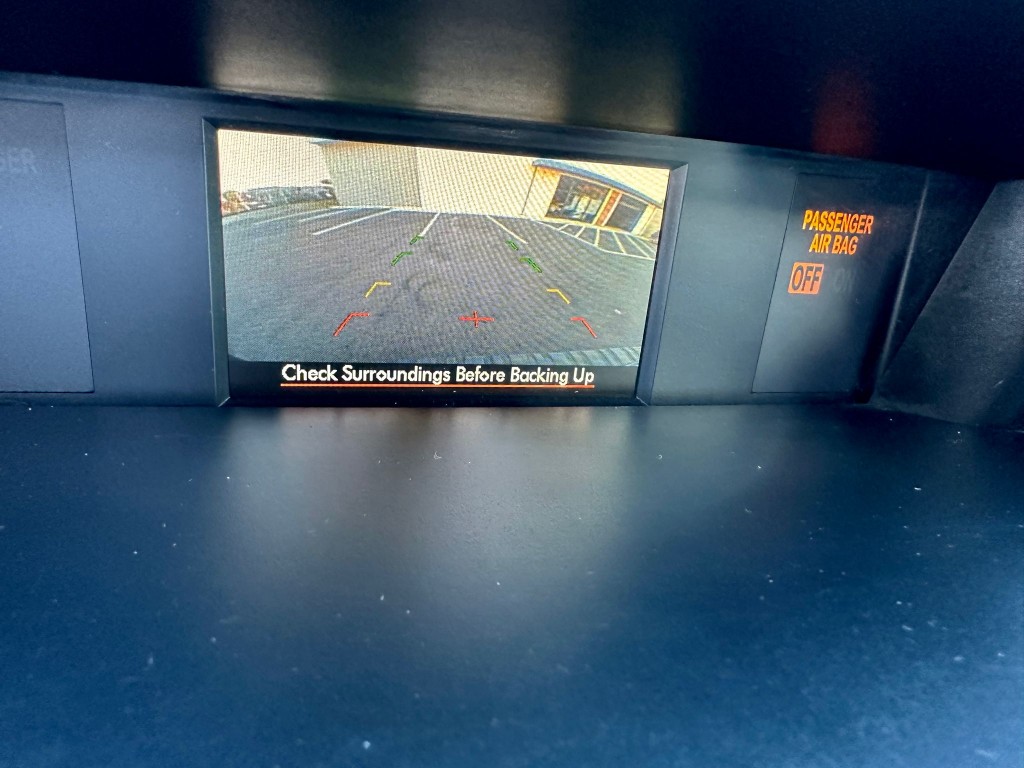 Check Surroundings Before Backing Up
PASSENGER
AIR BAG
OFF